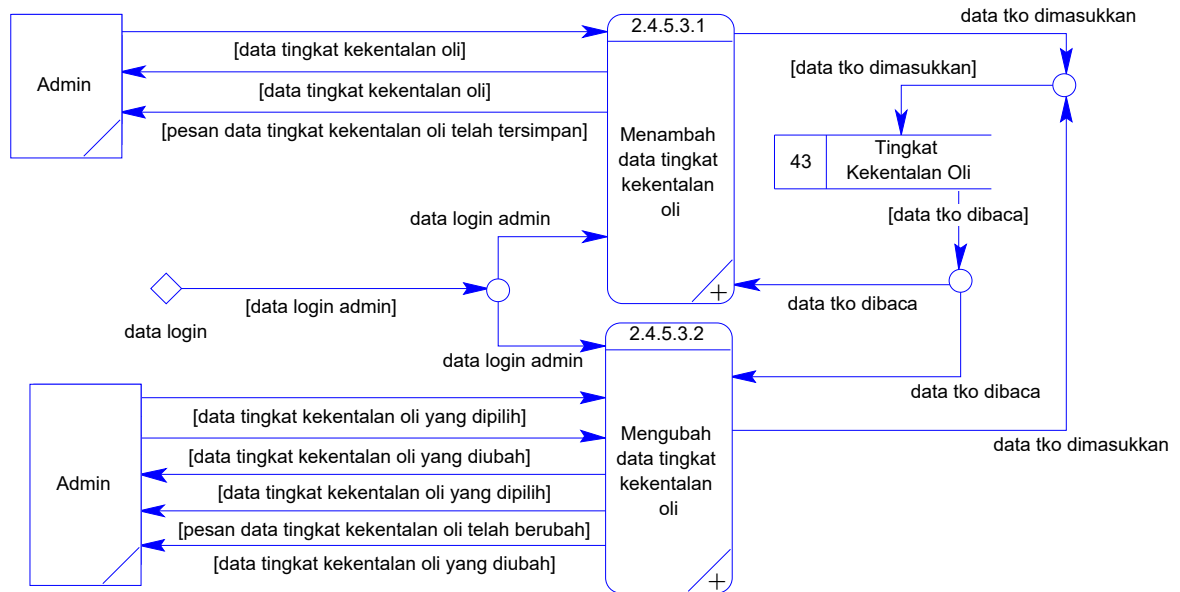 data tko dimasukkan
2.4.5.3.1
[data tingkat kekentalan oli]
[data tko dimasukkan]
Admin
[data tingkat kekentalan oli]
[pesan data tingkat kekentalan oli telah tersimpan]
Menambah
data tingkat
kekentalan
oli
43
Tingkat
Kekentalan Oli
data login admin
[data tko dibaca]
[data login admin]
data tko dibaca
data login
2.4.5.3.2
data login admin
data tko dibaca
[data tingkat kekentalan oli yang dipilih]
Mengubah
data tingkat
kekentalan
oli
data tko dimasukkan
[data tingkat kekentalan oli yang diubah]
Admin
[data tingkat kekentalan oli yang dipilih]
[pesan data tingkat kekentalan oli telah berubah]
[data tingkat kekentalan oli yang diubah]